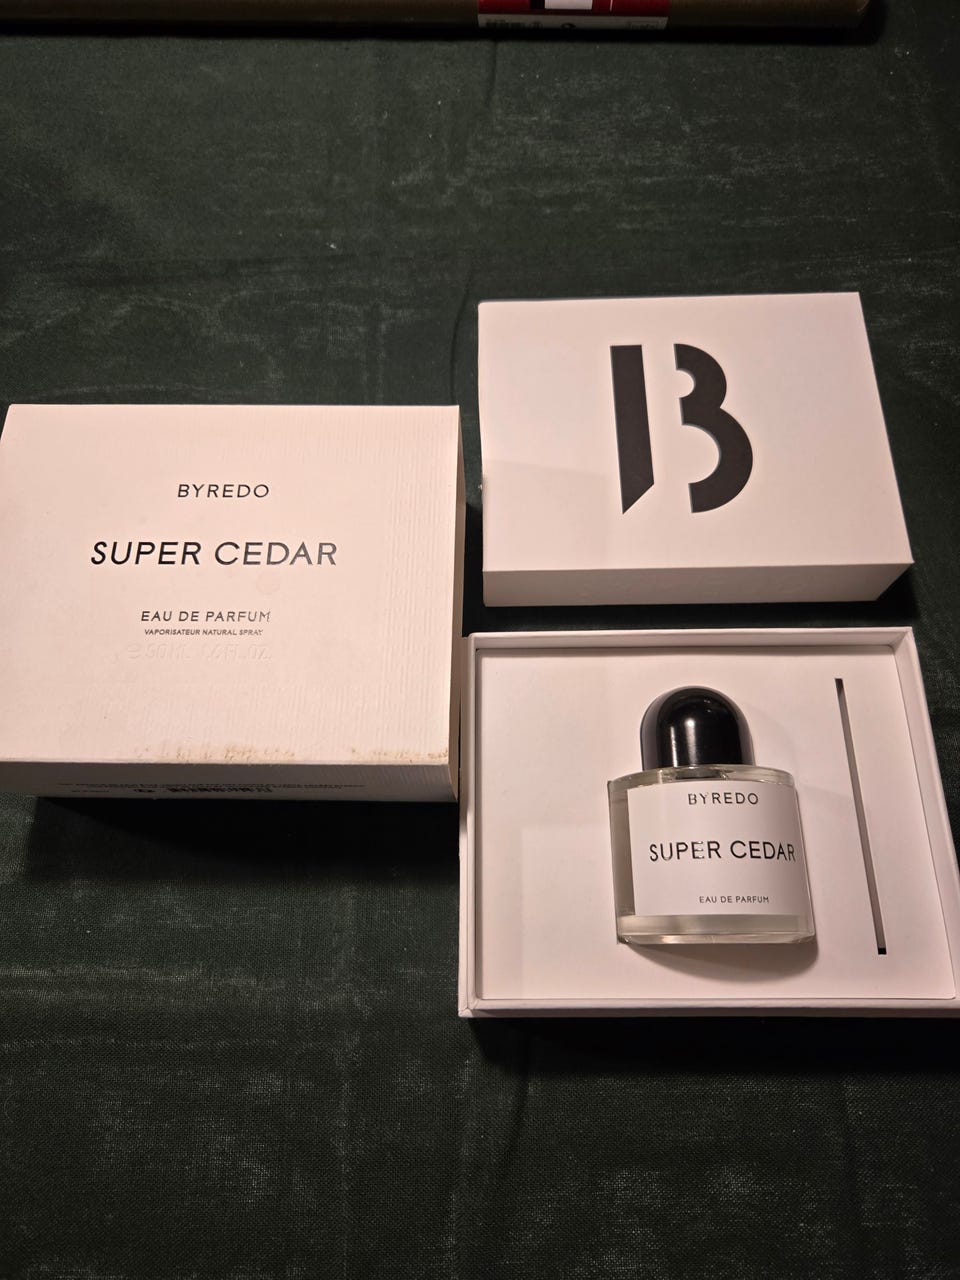 BYREDO
SUPER CEDAR
EAU DE PARFUM
VAPORISATEUR NATURAL SPRAY
B
BYREDO
SUPER CEDAR
EAU DE PARFUM